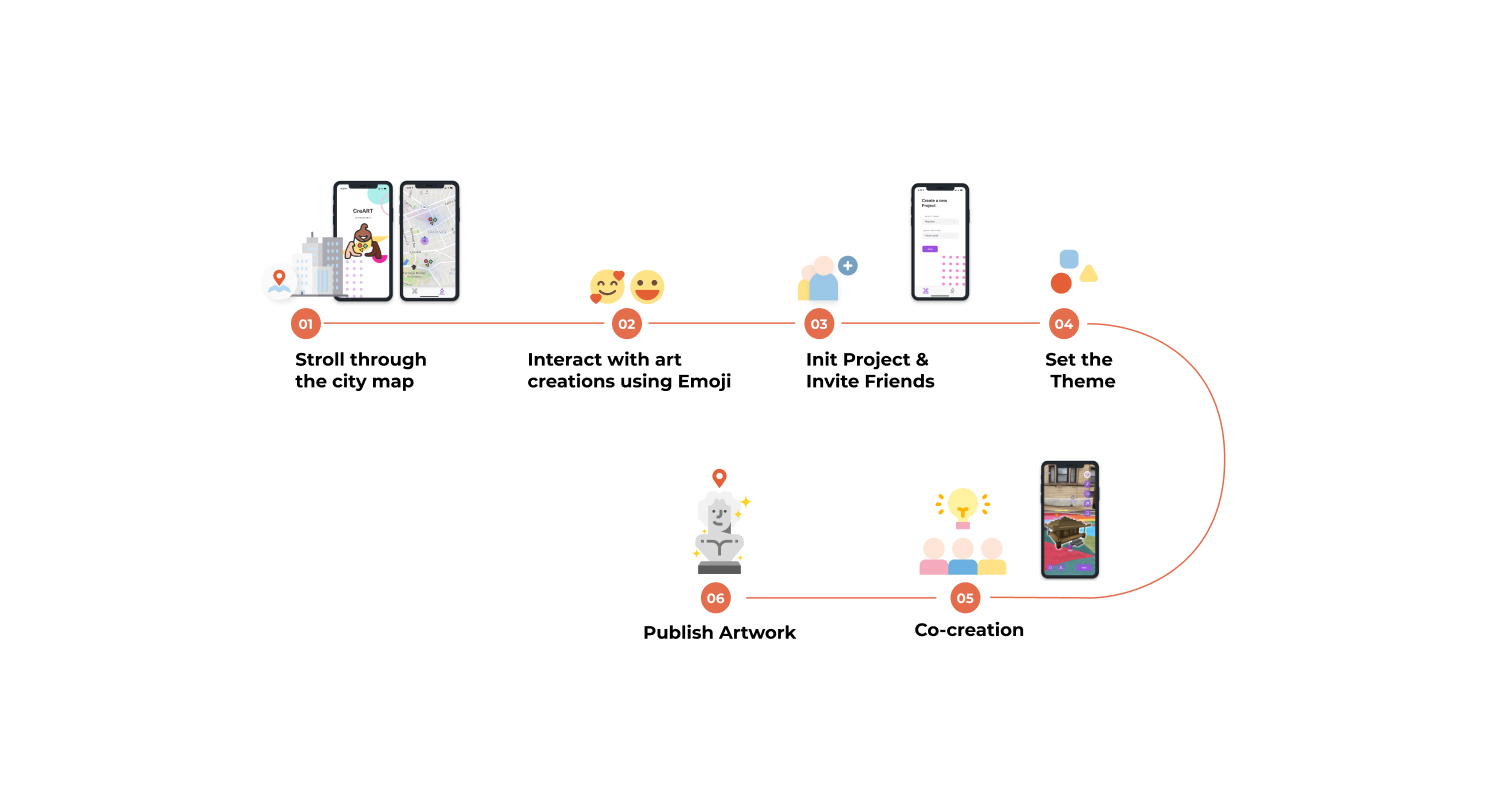 CreART
Create a new
Project
01
02
03
04
Stroll through
the city map
Interact with art
creations using Emoji
Init Project &
Invite Friends
Set the
Theme
06
05
Publish Artwork
Co-creation